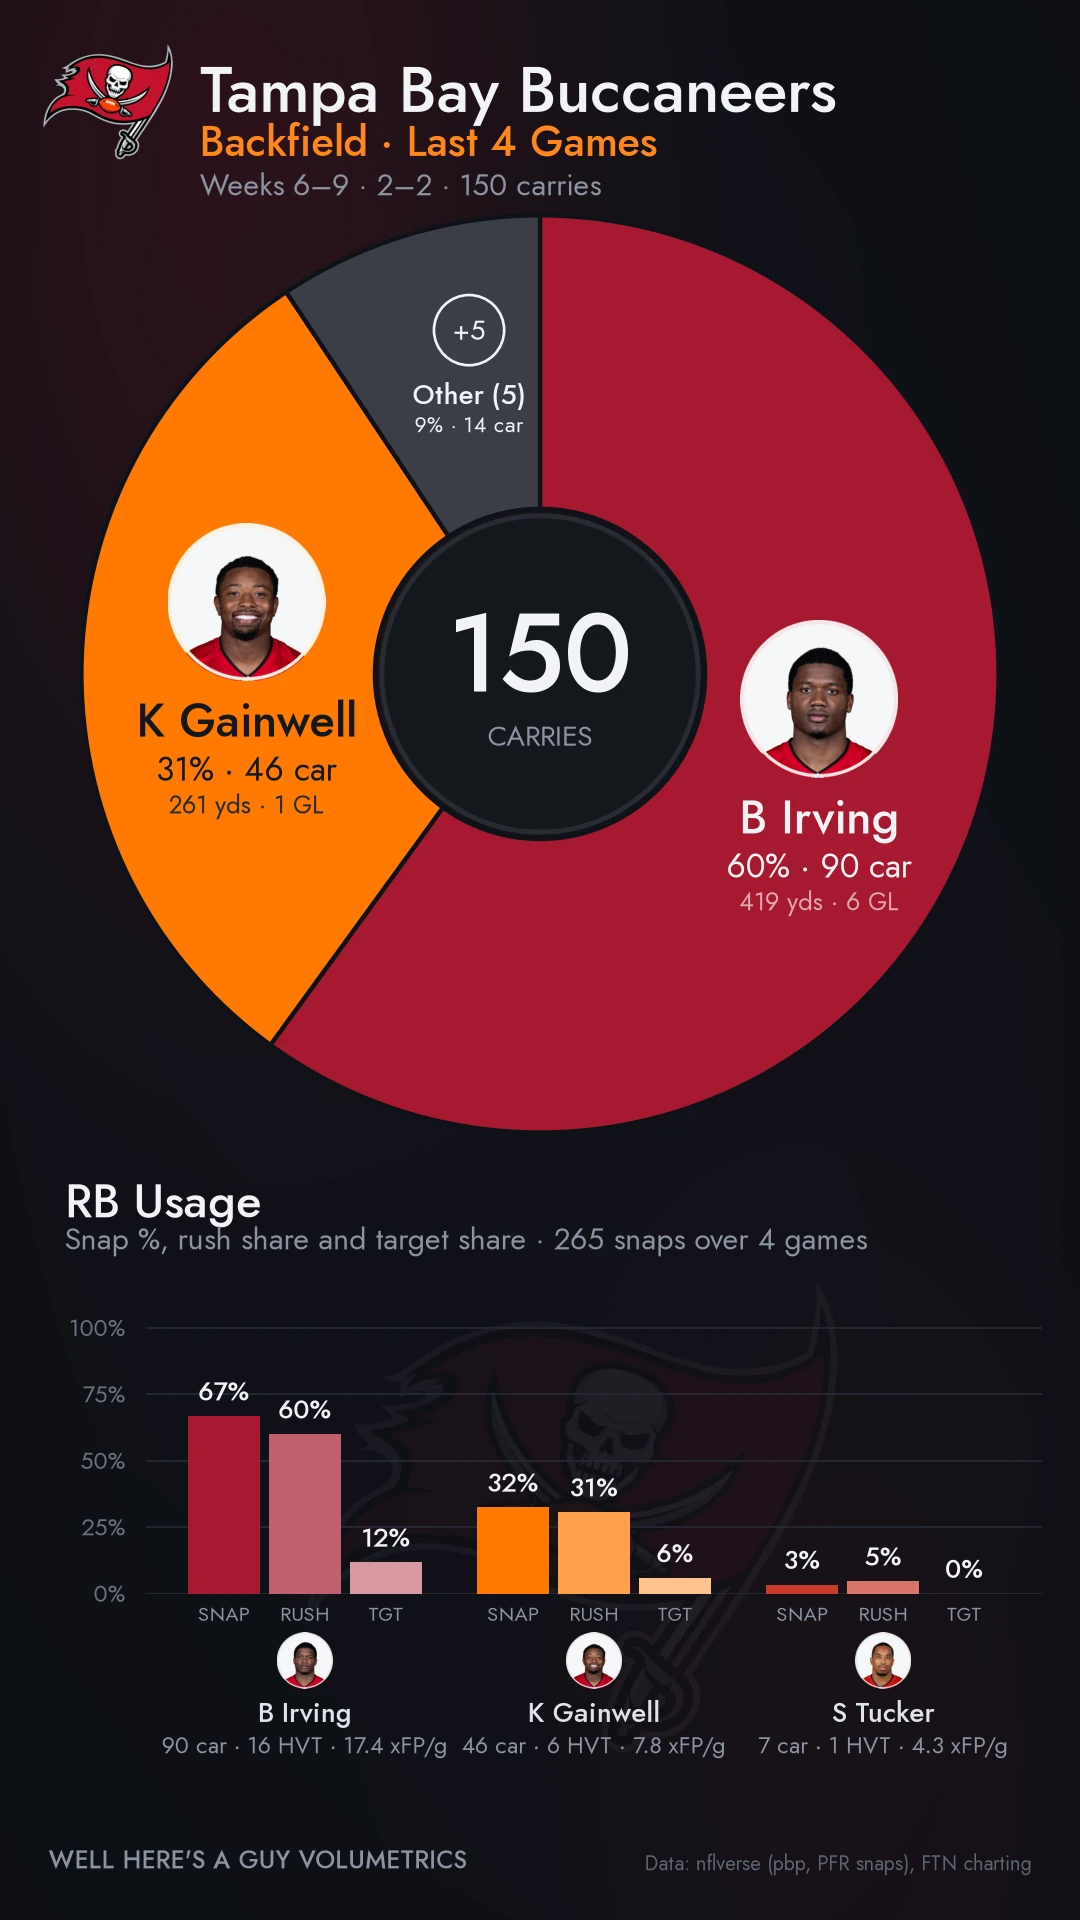 Tampa Bay Buccaneers
Backfield · Last 4 Games
Weeks 6–9 · 2–2 · 150 carries
+5
Other (5)
9% · 14 car
K Gainwell
31% · 46 car
261 yds · 1 GL
150
CARRIES
B Irving
60% · 90 car
419 yds · 6 GL
RB Usage
Snap %, rush share and target share · 265 snaps over 4 games
100%
75%
50%
25%
0%
67% 60% 12% 32% 31% 6% 3% 5% 0%
SNAP RUSH TGT SNAP RUSH TGT SNAP RUSH TGT
B Irving K Gainwell S Tucker
90 car · 16 HVT · 17.4 xFP/g 46 car · 6 HVT · 7.8 xFP/g 7 car · 1 HVT · 4.3 xFP/g
WELL HERE'S A GUY VOLUMETRICS
Data: nflverse (pbp, PFR snaps), FTN charting